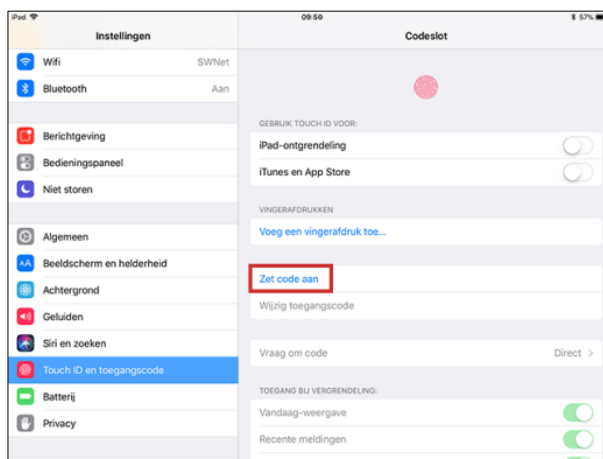 iPad 09:50 57%
Instellingen
Codeslot
Wifi SWNet
Bluetooth Aan
Berichtgeving
Bedieningspaneel
Niet storen
Algemeen
AA Beeldscherm en helderheid
Achtergrond
Geluiden
Siri en zoeken
Touch ID en toegangscode
Batterij
Privacy
GEBRUIK TOUCH ID VOOR:
iPad-ontgrendeling
iTunes en App Store
VINGERAFDRUKKEN
Voeg een vingerafdruk toe...
Zet code aan
Wijzig toegangscode
Vraag om code Direct >
TOEGANG BIJ VERGRENDELING:
Vandaag-weergave
Recente meldingen